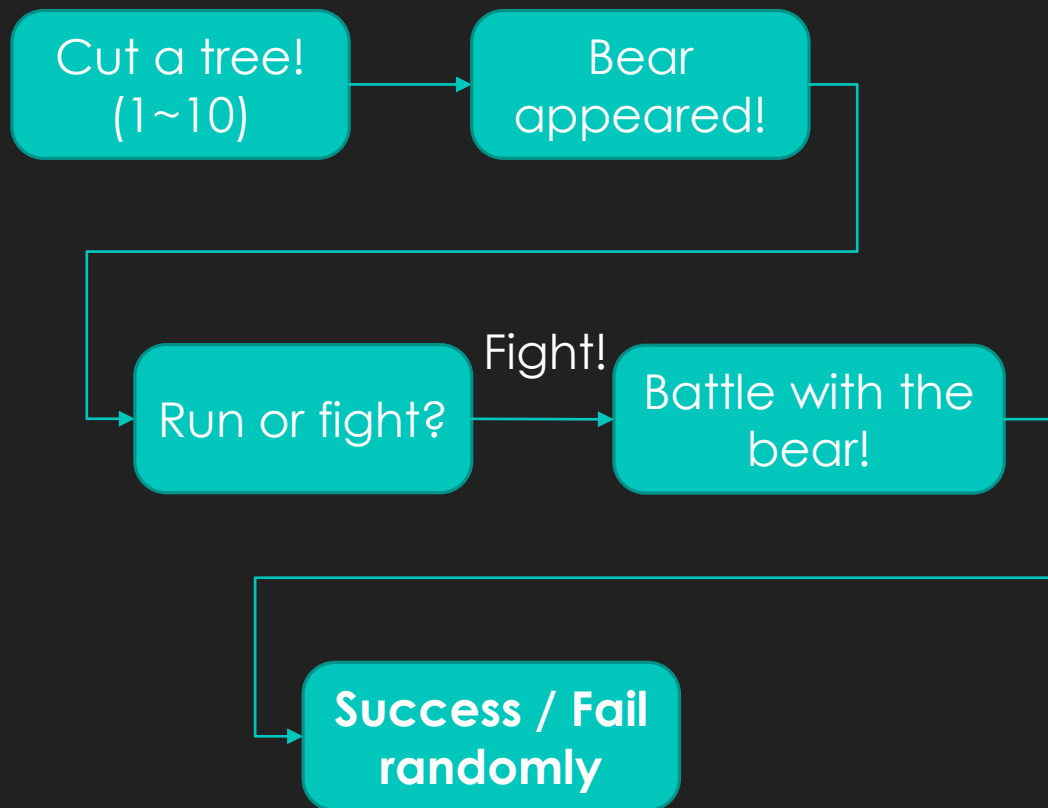 Cut a tree!
(1~10)
Bear
appeared!
Run or fight?
Fight!
Battle with the
bear!
Success / Fail
randomly